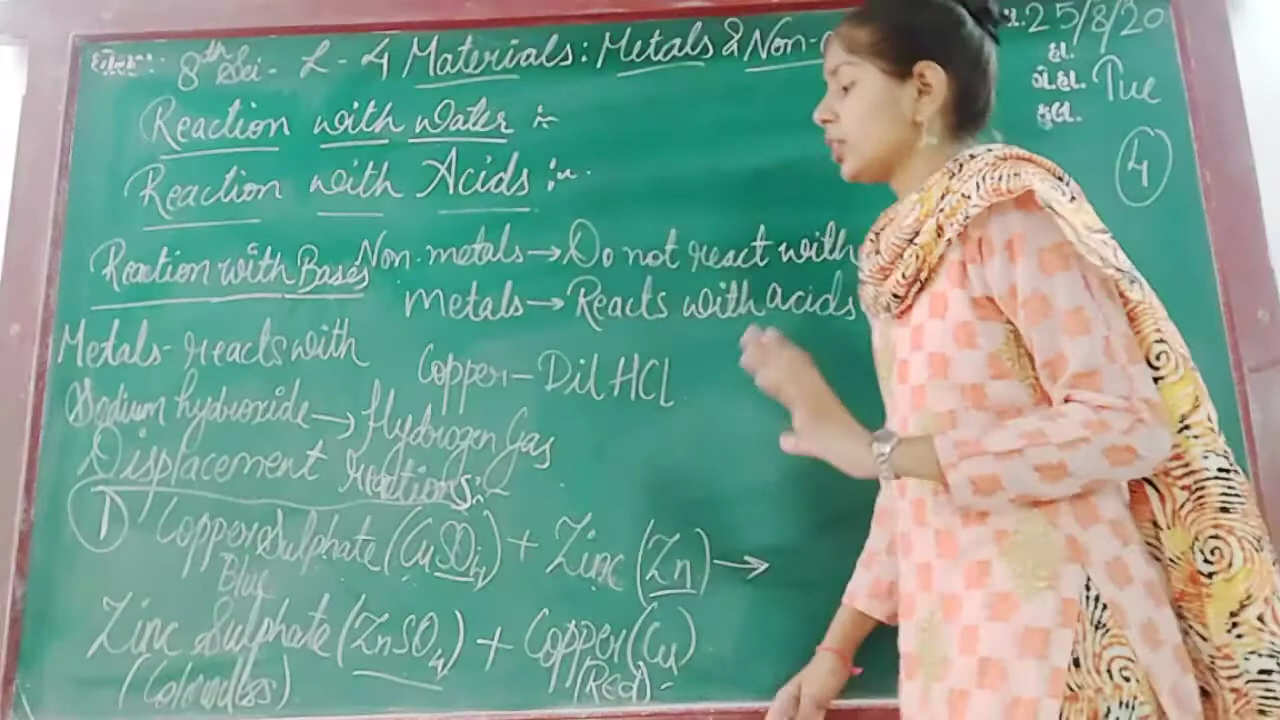 8th Sci - L - 4 Materials: Metals & Non-
25/8/20
Tue
4
Reaction with Water :-
Reaction with Acids :-
Non-metals → Do not react with
Metals → Reacts with acids
Copper - Dil HCL
Reaction with Bases
Metals - reacts with
Sodium hydroxide → Hydrogen Gas
Displacement reactions:-
1 Copper Sulphate (CuSO4) + Zinc (Zn) →
Blue
Zinc Sulphate (ZnSO4) + Copper (Cu)
(Colourless) (Red)